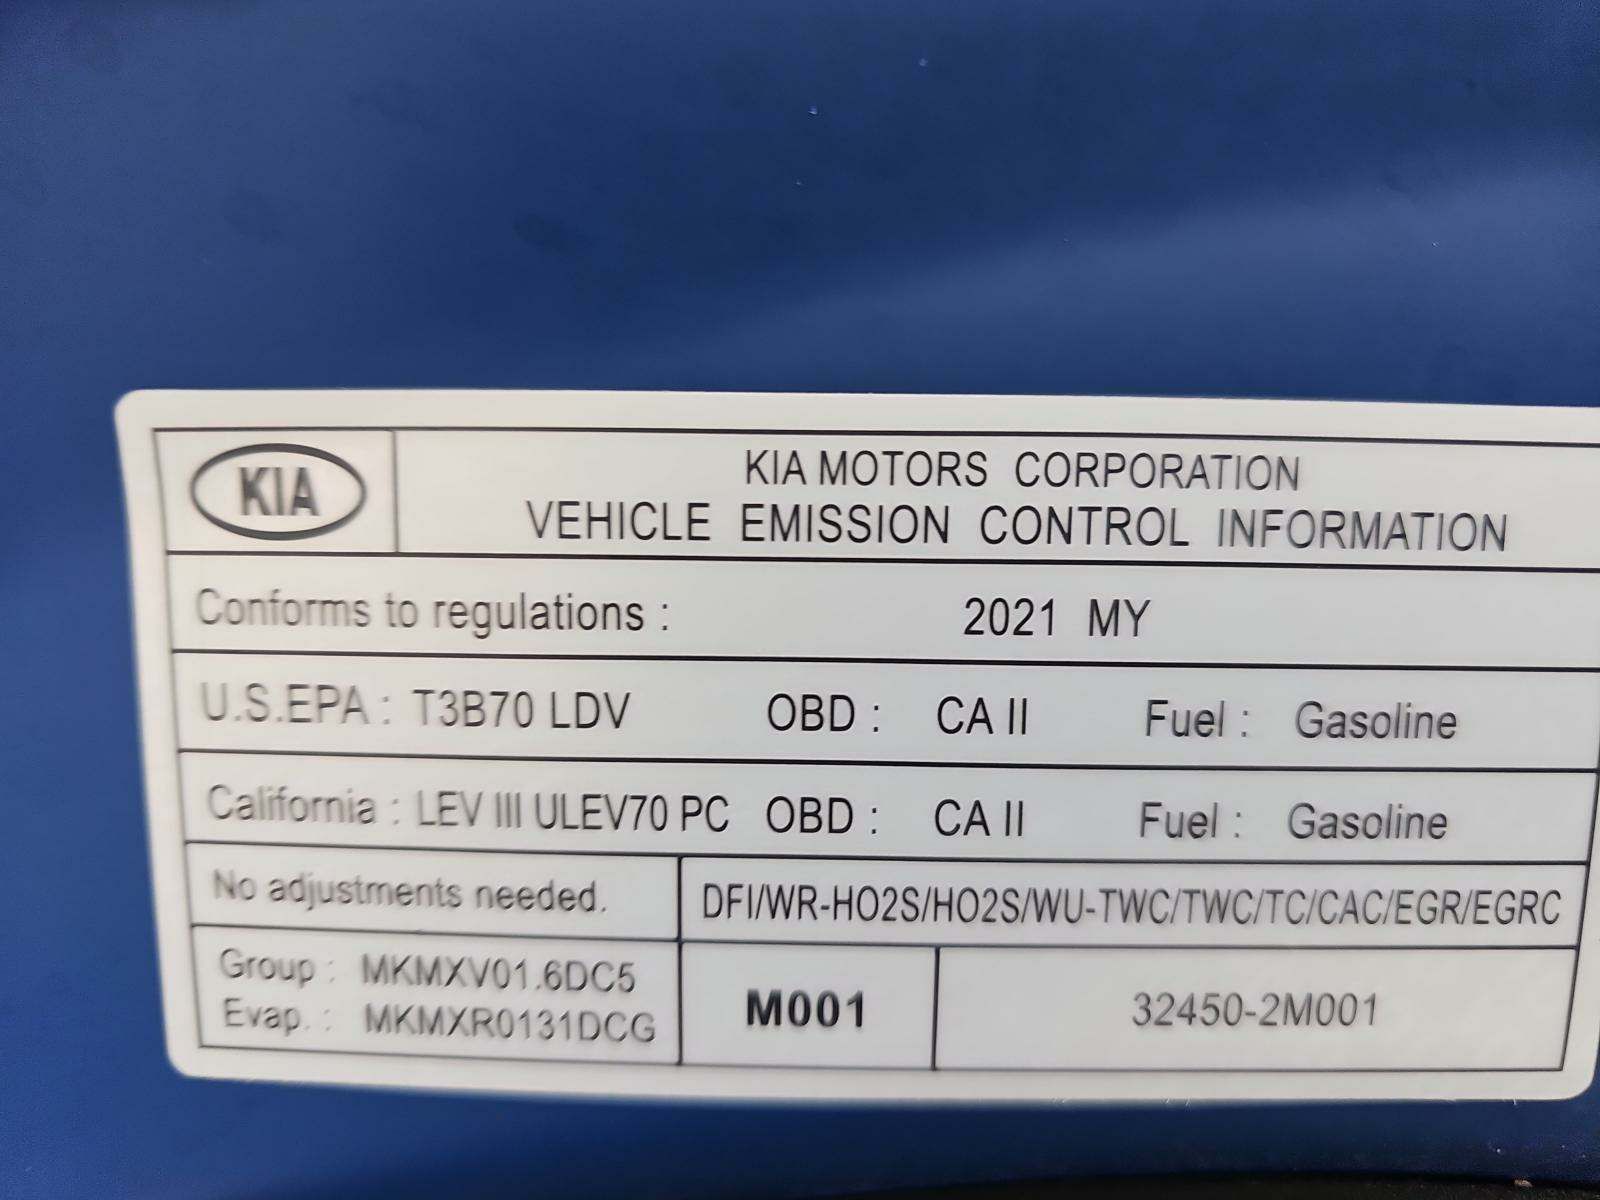 KIA
KIA MOTORS CORPORATION
VEHICLE EMISSION CONTROL INFORMATION
Conforms to regulations : 2021 MY
U.S.EPA : T3B70 LDV OBD : CA II Fuel : Gasoline
California : LEV III ULEV70 PC OBD : CA II Fuel : Gasoline
No adjustments needed. DFI/WR-HO2S/HO2S/WU-TWC/TWC/TC/CAC/EGR/EGRC
Group : MKMXV01.6DC5
Evap. : MKMXR0131DCG
M001
32450-2M001